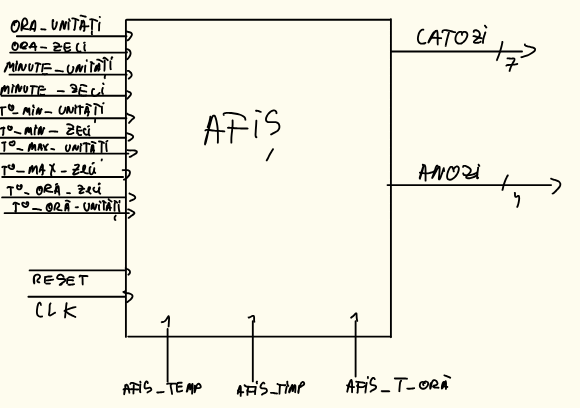 ORA_UNITĂȚI
ORA_ZECI
MINUTE_UNITĂȚI
MINUTE_ZECI
T°_MIN_UNITĂȚI
T°_MIN_ZECI
T°_MAX_UNITĂȚI
T°_MAX_ZECI
T°_ORĂ_ZECI
T°_ORĂ_UNITĂȚI
RESET
CLK
AFIȘ
CATOZI
7
ANOZI
4
AFIS_TEMP
AFIS_TIMP
AFIS_T_ORĂ